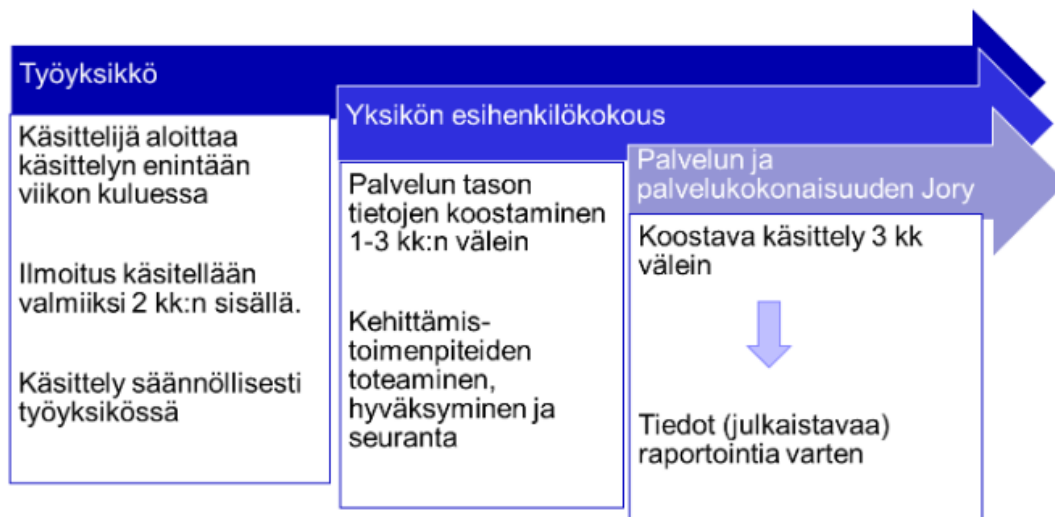 Työyksikkö
Käsittelijä aloittaa
käsittelyn enintään
viikon kuluessa
Ilmoitus käsitellään
valmiiksi 2 kk:n sisällä.
Käsittely säännöllisesti
työyksikössä
Yksikön esihenkilökokous
Palvelun tason
tietojen koostaminen
1-3 kk:n välein
Kehittämis-
toimenpiteiden
toteaminen,
hyväksyminen ja
seuranta
Palvelun ja
palvelukokonaisuuden Jory
Koostava käsittely 3 kk
välein
Tiedot (julkaistavaa)
raportointia varten